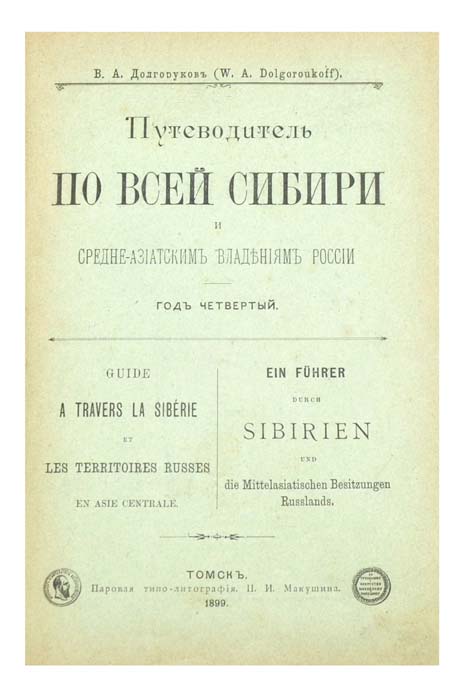 В. А. Долгоруковъ (W. A. Dolgoroukoff).
Путеводитель
ПО ВСЕЙ СИБИРИ
И
СРЕДНЕ-АЗІАТСКИМЪ ВЛАДѢНІЯМЪ РОССІИ
ГОДЪ ЧЕТВЕРТЫЙ.
GUIDE
A TRAVERS LA SIBÉRIE
ET
LES TERRITOIRES RUSSES
EN ASIE CENTRALE.
EIN FÜHRER
DURCH
SIBIRIEN
UND
die Mittelasiatischen Besitzungen
Russlands.
ТОМСКЪ.
Паровая типо-литографія. П. И. Макушина.
1899.